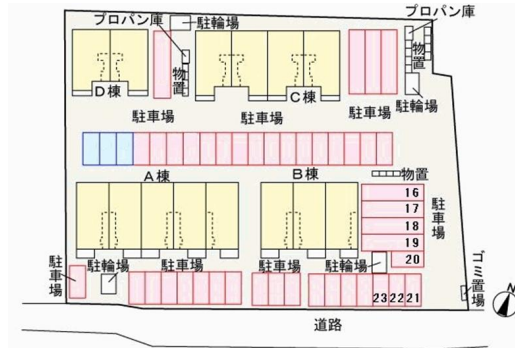 プロパン庫
駐輪場
プロパン庫
物置
物置
D棟
C棟
駐輪場
駐車場
駐車場
駐車場
A棟
B棟
物置
16
17
18
19
20
駐車場
駐車場
駐輪場
駐車場
駐車場
駐輪場
ゴミ置場
23 22 21
道路
N